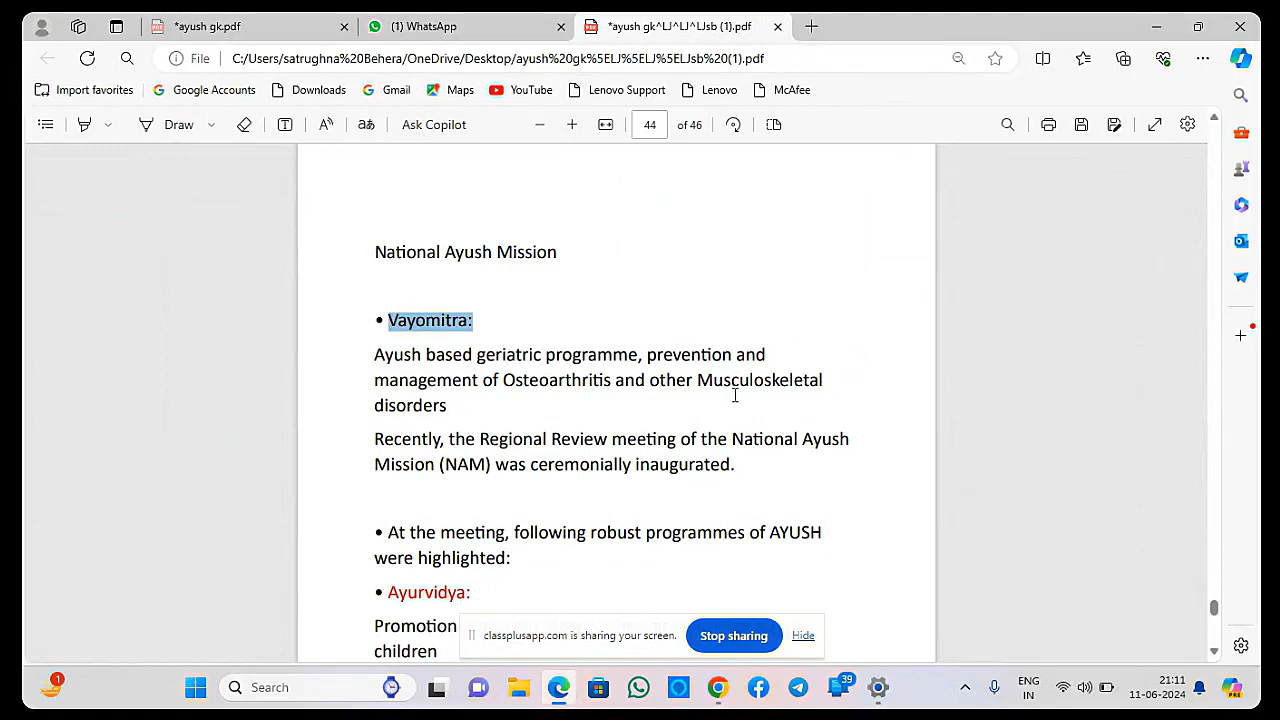 *ayush gk.pdf
(1) WhatsApp
*ayush gk^LJ^LJ^LJsb (1).pdf
File
C:/Users/satrughna%20Behera/OneDrive/Desktop/ayush%20gk%5ELJ%5ELJ%5ELJsb%20(1).pdf
Import favorites
Google Accounts
Downloads
Gmail
Maps
YouTube
Lenovo Support
Lenovo
McAfee
Draw
Ask Copilot
44
of 46
National Ayush Mission
• Vayomitra:
Ayush based geriatric programme, prevention and
management of Osteoarthritis and other Musculoskeletal
disorders
Recently, the Regional Review meeting of the National Ayush
Mission (NAM) was ceremonially inaugurated.
• At the meeting, following robust programmes of AYUSH
were highlighted:
• Ayurvidya:
Promotion
children
classplusapp.com is sharing your screen.
Stop sharing
Hide
1
Search
39
ENG
IN
21:11
11-06-2024